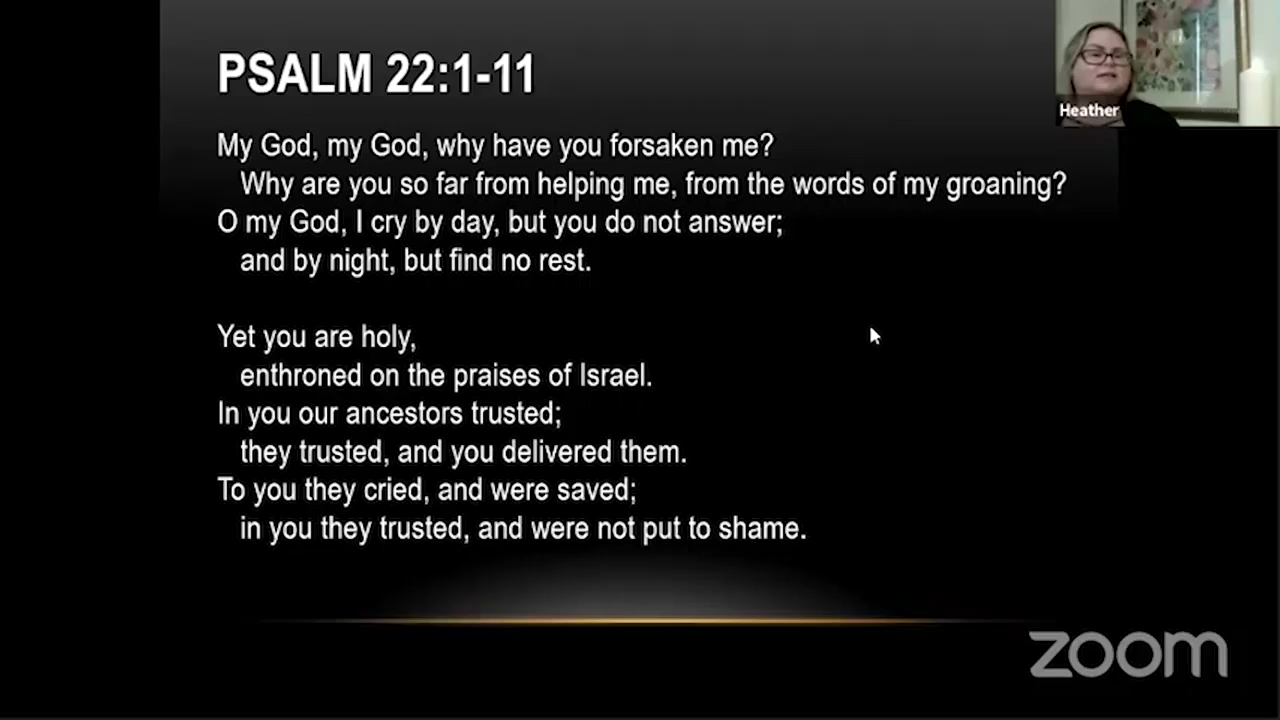 PSALM 22:1-11
Heather
My God, my God, why have you forsaken me?
Why are you so far from helping me, from the words of my groaning?
O my God, I cry by day, but you do not answer;
and by night, but find no rest.
Yet you are holy,
enthroned on the praises of Israel.
In you our ancestors trusted;
they trusted, and you delivered them.
To you they cried, and were saved;
in you they trusted, and were not put to shame.
zoom